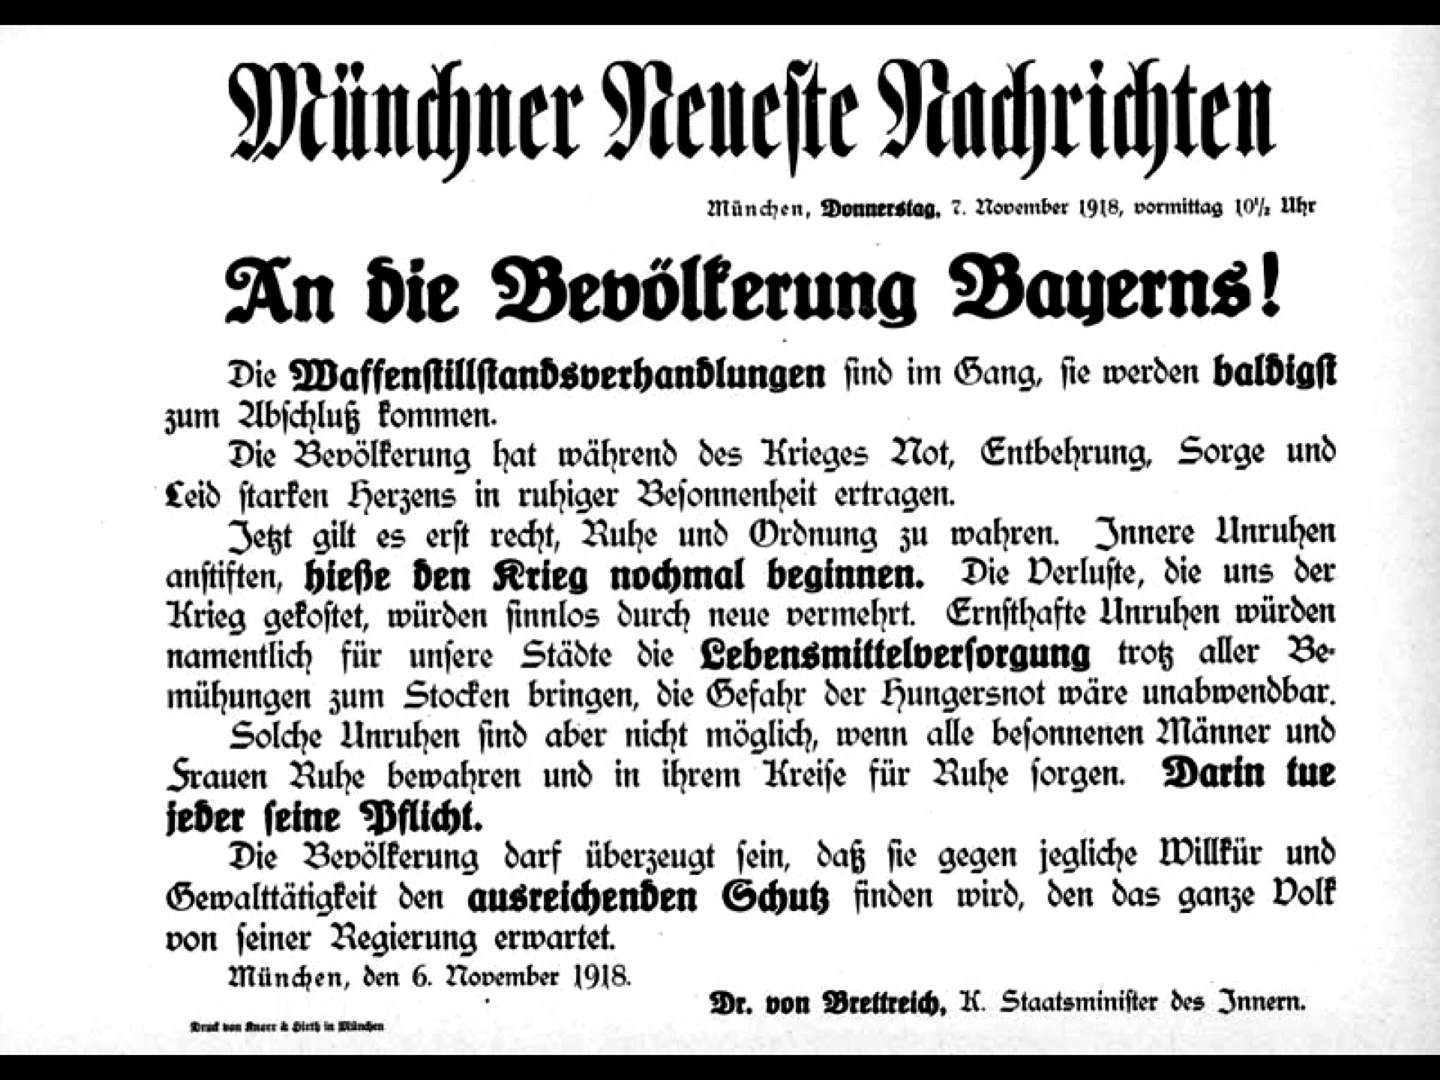 Münchner Neueste Nachrichten
München, Donnerstag, 7. November 1918, vormittag 10½ Uhr
An die Bevölkerung Bayerns!
Die Waffenstillstandsverhandlungen sind im Gang, sie werden baldigst
zum Abschluß kommen.
Die Bevölkerung hat während des Krieges Not, Entbehrung, Sorge und
Leid starken Herzens in ruhiger Besonnenheit ertragen.
Jetzt gilt es erst recht, Ruhe und Ordnung zu wahren. Innere Unruhen
anstiften, hieße den Krieg nochmal beginnen. Die Verluste, die uns der
Krieg gekostet, würden sinnlos durch neue vermehrt. Ernsthafte Unruhen würden
namentlich für unsere Städte die Lebensmittelversorgung trotz aller Be-
mühungen zum Stocken bringen, die Gefahr der Hungersnot wäre unabwendbar.
Solche Unruhen sind aber nicht möglich, wenn alle besonnenen Männer und
Frauen Ruhe bewahren und in ihrem Kreise für Ruhe sorgen. Darin tue
jeder seine Pflicht.
Die Bevölkerung darf überzeugt sein, daß sie gegen jegliche Willkür und
Gewalttätigkeit den ausreichenden Schutz finden wird, den das ganze Volk
von seiner Regierung erwartet.
München, den 6. November 1918.
Dr. von Brettreich, K. Staatsminister des Innern.
Druck von Knorr & Hirth in München